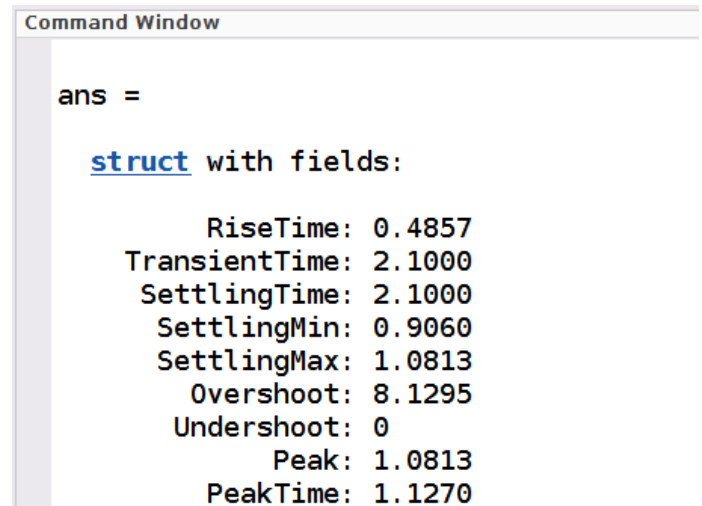 Command Window
ans =
struct with fields:
RiseTime: 0.4857
TransientTime: 2.1000
SettlingTime: 2.1000
SettlingMin: 0.9060
SettlingMax: 1.0813
Overshoot: 8.1295
Undershoot: 0
Peak: 1.0813
PeakTime: 1.1270